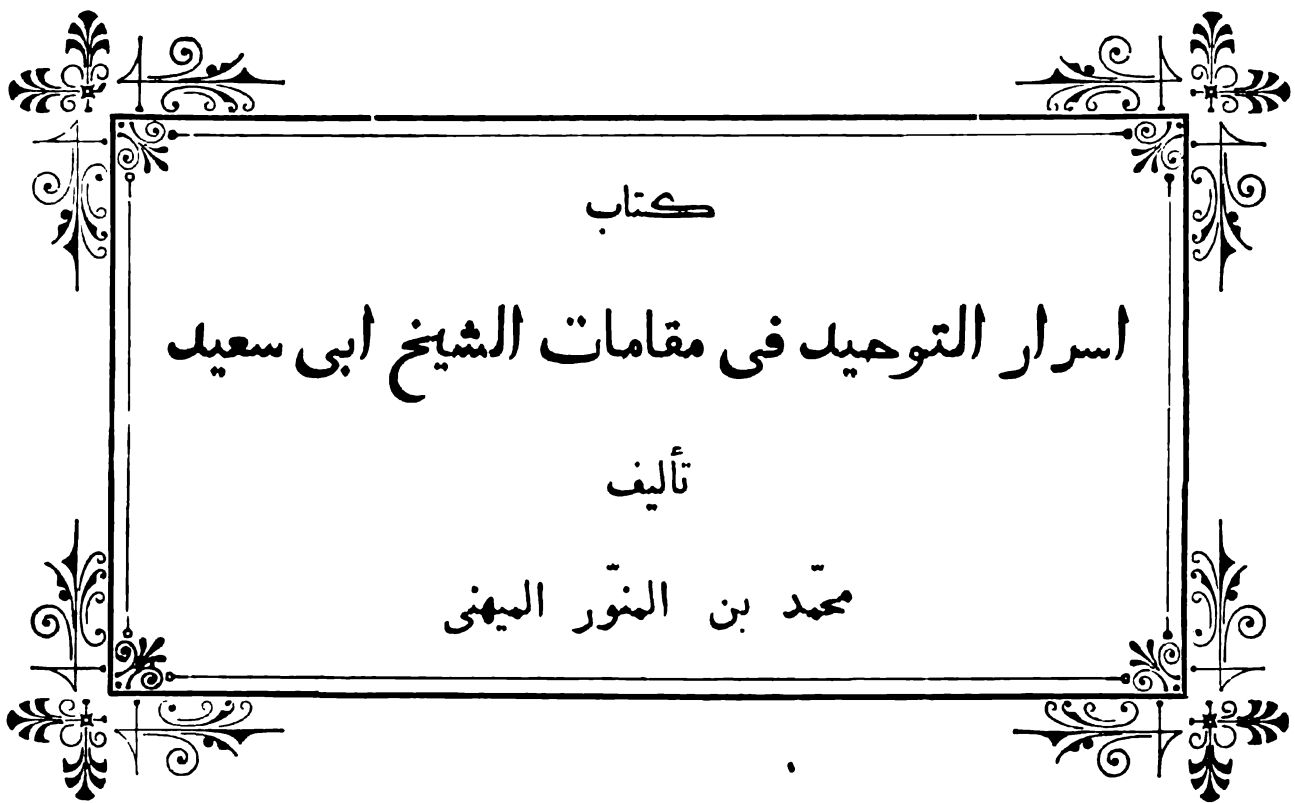 كتاب
اسرار التوحيد فى مقامات الشيخ ابى سعيد
تأليف
محمّد بن المنوّر الميهنى